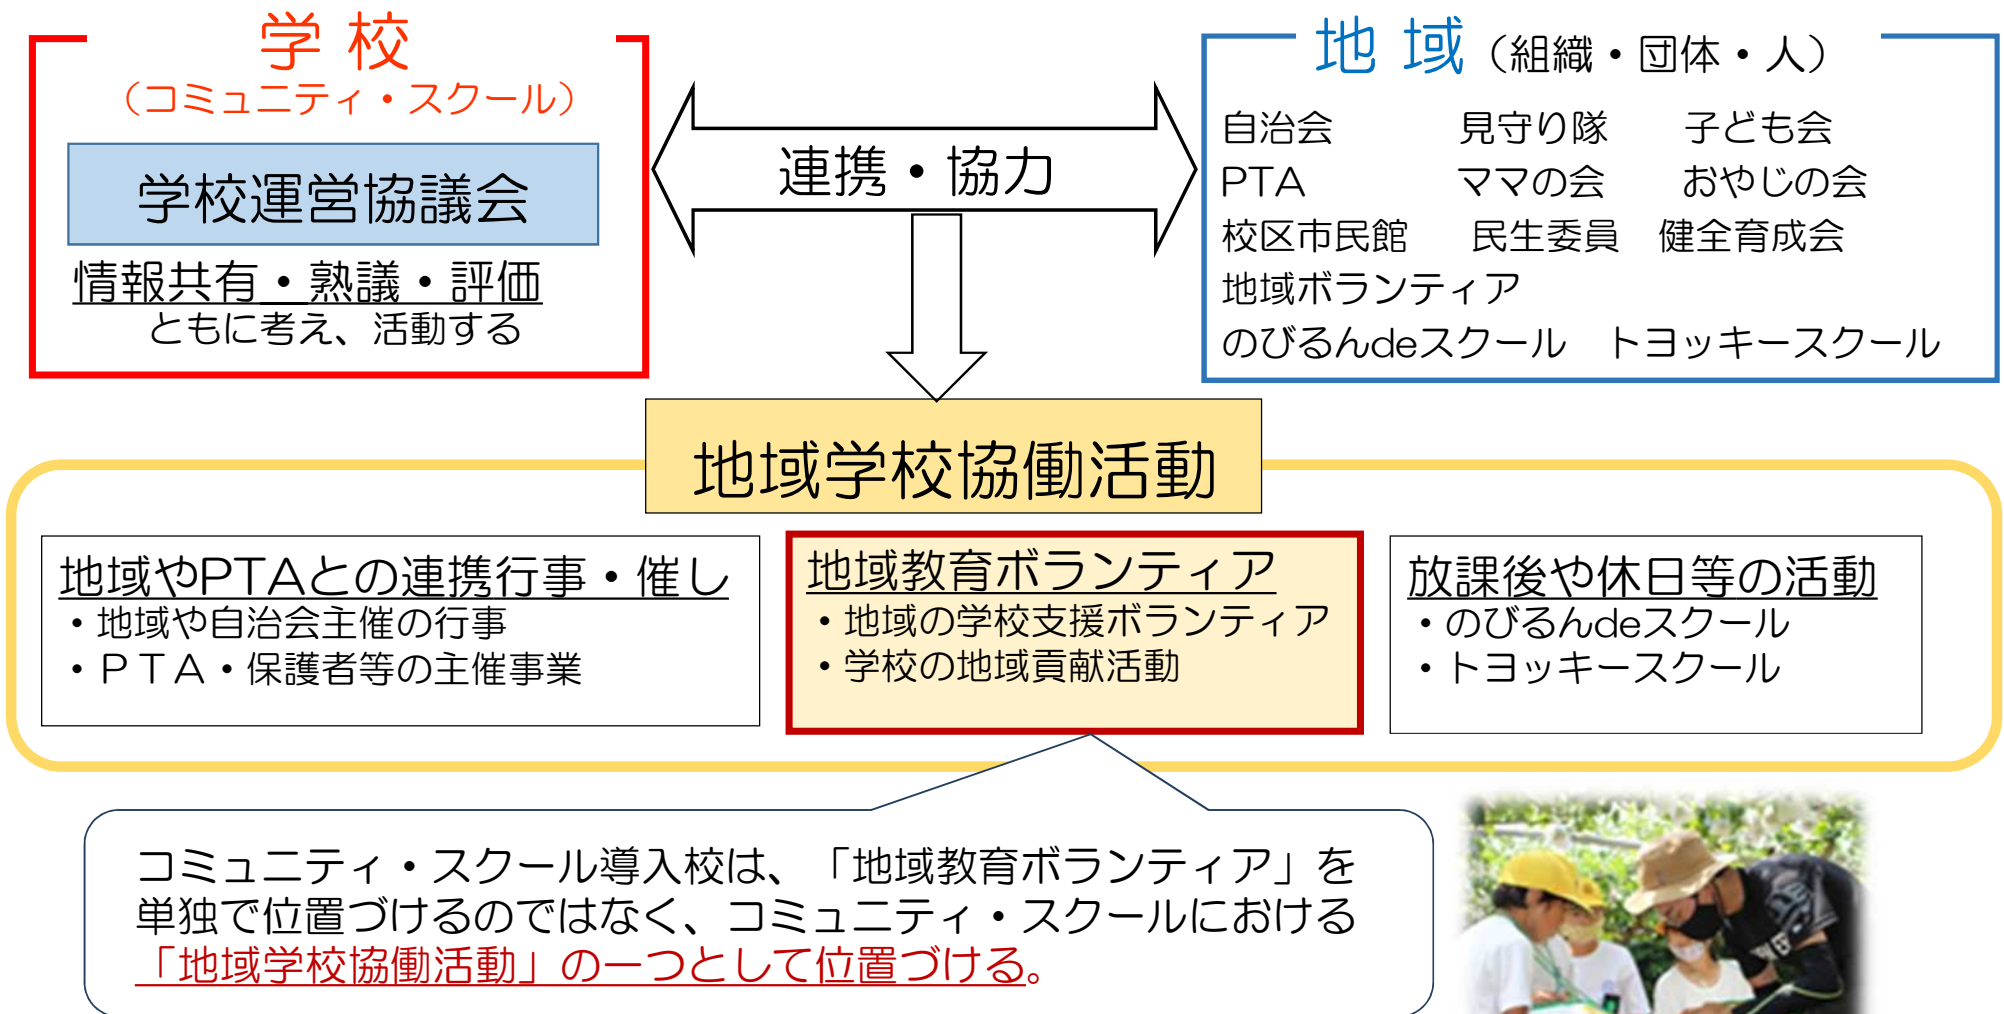 学 校
（コミュニティ・スクール）
学校運営協議会
情報共有・熟議・評価
ともに考え、活動する
連携・協力
地 域（組織・団体・人）
自治会 見守り隊 子ども会
PTA ママの会 おやじの会
校区市民館 民生委員 健全育成会
地域ボランティア
のびるんdeスクール トヨッキースクール
地域学校協働活動
地域やPTAとの連携行事・催し
・地域や自治会主催の行事
・ＰＴＡ・保護者等の主催事業
地域教育ボランティア
・地域の学校支援ボランティア
・学校の地域貢献活動
放課後や休日等の活動
・のびるんdeスクール
・トヨッキースクール
コミュニティ・スクール導入校は、「地域教育ボランティア」を
単独で位置づけるのではなく、コミュニティ・スクールにおける
「地域学校協働活動」の一つとして位置づける。